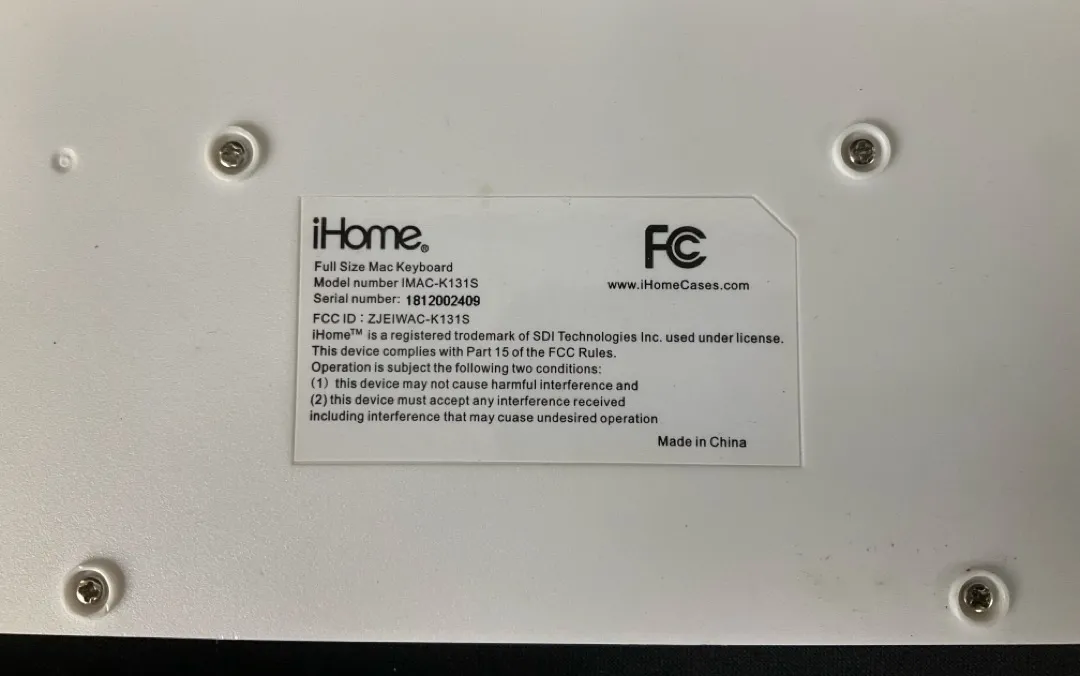 iHome®
FC
www.iHomeCases.com
Full Size Mac Keyboard
Model number IMAC-K131S
Serial number: 1812002409
FCC ID : ZJEIWAC-K131S
iHome™ is a registered trodemark of SDI Technologies Inc. used under license.
This device complies with Part 15 of the FCC Rules.
Operation is subject the following two conditions:
(1) this device may not cause harmful interference and
(2) this device must accept any interference received
including interference that may cuase undesired operation
Made in China